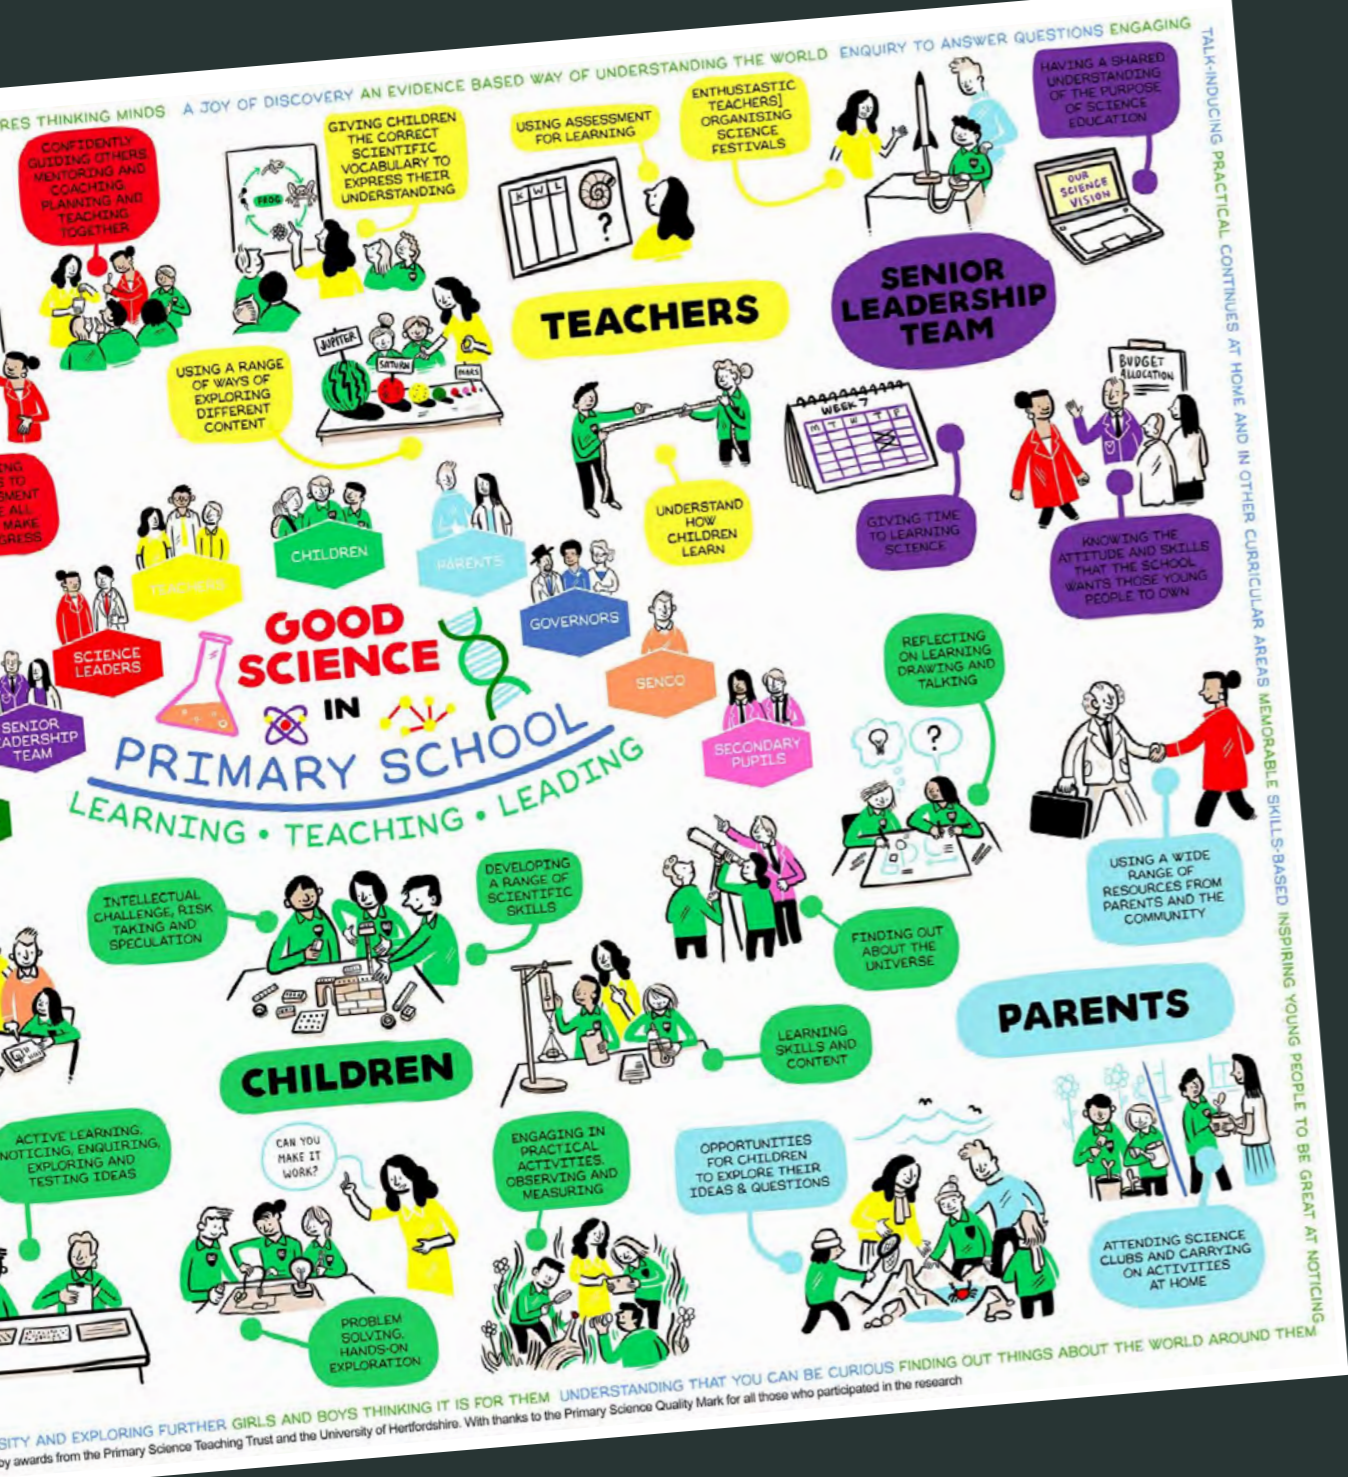 RES THINKING MINDS A JOY OF DISCOVERY AN EVIDENCE BASED WAY OF UNDERSTANDING THE WORLD ENQUIRY TO ANSWER QUESTIONS ENGAGING
TALK-INDUCING PRACTICAL CONTINUES AT HOME AND IN OTHER CURRICULAR AREAS MEMORABLE SKILLS-BASED INSPIRING YOUNG PEOPLE TO BE GREAT AT NOTICING
CONFIDENTLY
GUIDING OTHERS,
MENTORING AND
COACHING,
PLANNING AND
TEACHING
TOGETHER
FROG
GIVING CHILDREN
THE CORRECT
SCIENTIFIC
VOCABULARY TO
EXPRESS THEIR
UNDERSTANDING
USING ASSESSMENT
FOR LEARNING
K W L
?
ENTHUSIASTIC
TEACHERS]
ORGANISING
SCIENCE
FESTIVALS
HAVING A SHARED
UNDERSTANDING
OF THE PURPOSE
OF SCIENCE
EDUCATION
OUR
SCIENCE
VISION
TEACHERS
SENIOR
LEADERSHIP
TEAM
USING A RANGE
OF WAYS OF
EXPLORING
DIFFERENT
CONTENT
JUPITER
SATURN
MARS
BUDGET
ALLOCATION
WEEK 7
M T W T F
ING
S TO
SMENT
E ALL
MAKE
GRESS
UNDERSTAND
HOW
CHILDREN
LEARN
GIVING TIME
TO LEARNING
SCIENCE
KNOWING THE
ATTITUDE AND SKILLS
THAT THE SCHOOL
WANTS THOSE YOUNG
PEOPLE TO OWN
TEACHERS
CHILDREN
PARENTS
GOVERNORS
SCIENCE
LEADERS
SENCO
SENIOR
ADERSHIP
TEAM
SECONDARY
PUPILS
GOOD
SCIENCE
IN
PRIMARY SCHOOL
LEARNING • TEACHING • LEADING
REFLECTING
ON LEARNING
DRAWING AND
TALKING
?
USING A WIDE
RANGE OF
RESOURCES FROM
PARENTS AND THE
COMMUNITY
INTELLECTUAL
CHALLENGE, RISK
TAKING AND
SPECULATION
DEVELOPING
A RANGE OF
SCIENTIFIC
SKILLS
FINDING OUT
ABOUT THE
UNIVERSE
PARENTS
LEARNING
SKILLS AND
CONTENT
CHILDREN
ACTIVE LEARNING.
NOTICING, ENQUIRING,
EXPLORING AND
TESTING IDEAS
CAN YOU
MAKE IT
WORK?
ENGAGING IN
PRACTICAL
ACTIVITIES.
OBSERVING AND
MEASURING
OPPORTUNITIES
FOR CHILDREN
TO EXPLORE THEIR
IDEAS & QUESTIONS
ATTENDING SCIENCE
CLUBS AND CARRYING
ON ACTIVITIES
AT HOME
PROBLEM
SOLVING,
HANDS-ON
EXPLORATION
SITY AND EXPLORING FURTHER GIRLS AND BOYS THINKING IT IS FOR THEM UNDERSTANDING THAT YOU CAN BE CURIOUS FINDING OUT THINGS ABOUT THE WORLD AROUND THEM
by awards from the Primary Science Teaching Trust and the University of Hertfordshire. With thanks to the Primary Science Quality Mark for all those who participated in the research